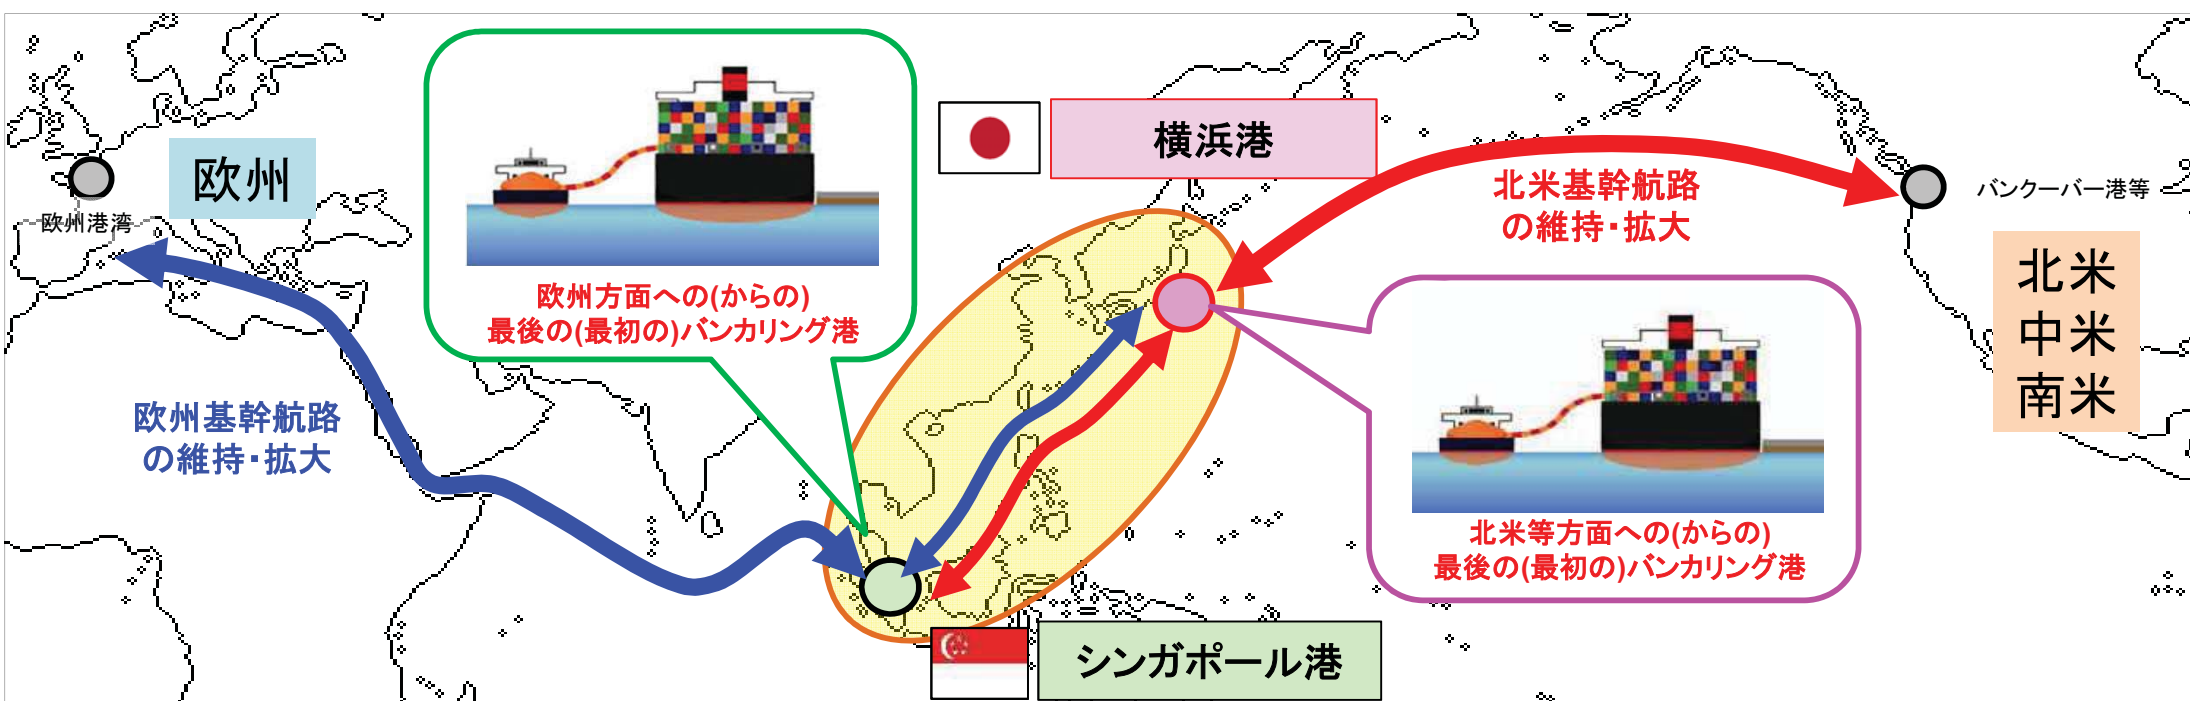 欧州
欧州港湾
欧州基幹航路
の維持・拡大
欧州方面への(からの)
最後の(最初の)バンカリング港
横浜港
北米基幹航路
の維持・拡大
バンクーバー港等
北米
中米
南米
北米等方面への(からの)
最後の(最初の)バンカリング港
シンガポール港